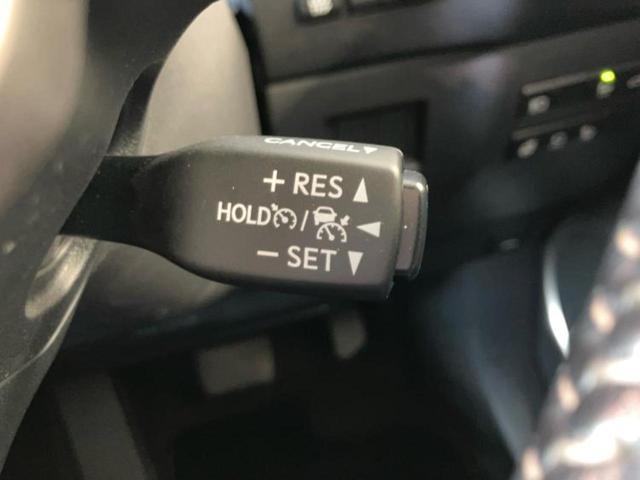 CANCEL
+ RES ▲
HOLD / ◀
− SET ▼